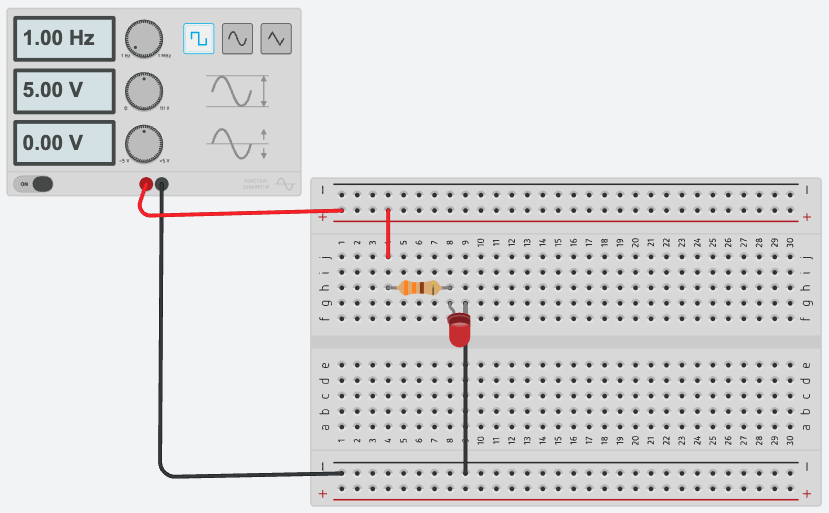 1.00 Hz
1 Hz
1 MHz
5.00 V
0
10 V
0.00 V
-5 V
+5 V
ON
FUNCTION
GENERATOR
− −
+ +
1 2 3 4 5 6 7 8 9 10 11 12 13 14 15 16 17 18 19 20 21 22 23 24 25 26 27 28 29 30
j j
i i
h h
g g
f f
e e
d d
c c
b b
a a
1 2 3 4 5 6 7 8 9 10 11 12 13 14 15 16 17 18 19 20 21 22 23 24 25 26 27 28 29 30
− −
+ +